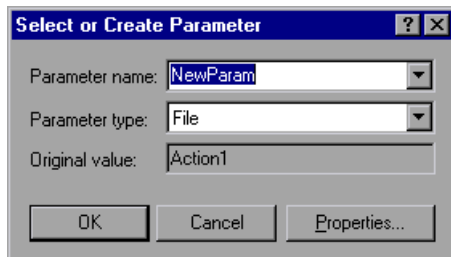 Select or Create Parameter
Parameter name: NewParam
Parameter type: File
Original value: Action1
OK Cancel Properties...